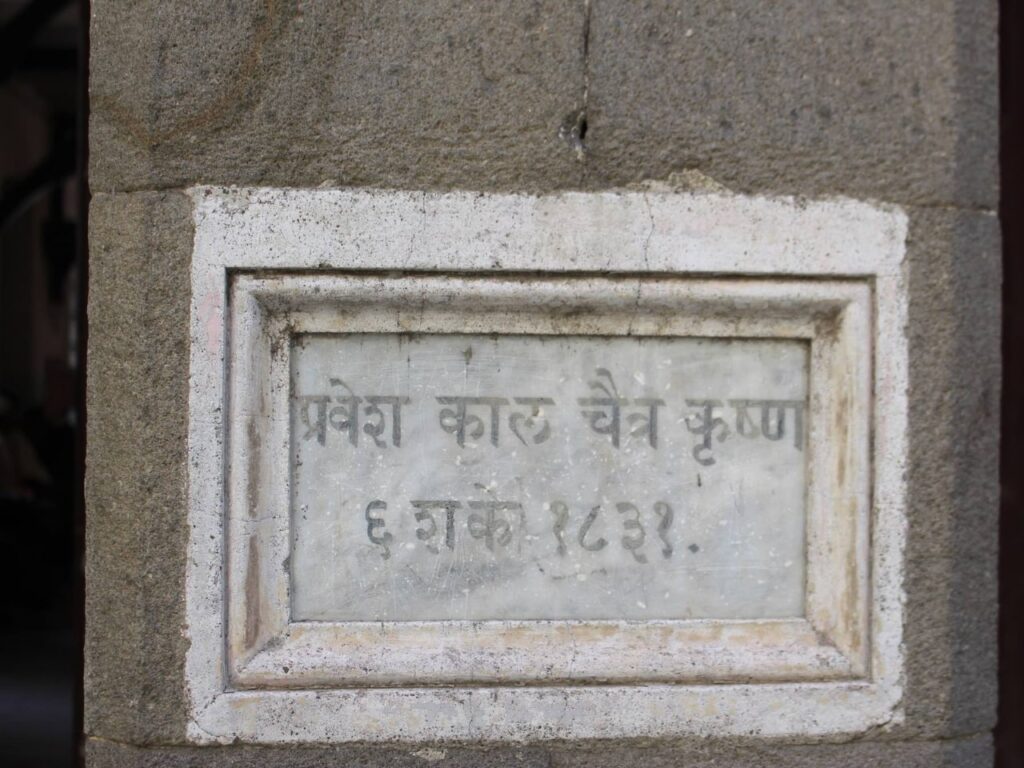 प्रवेश काल चैत्र कृष्ण
६ शके १८३१.